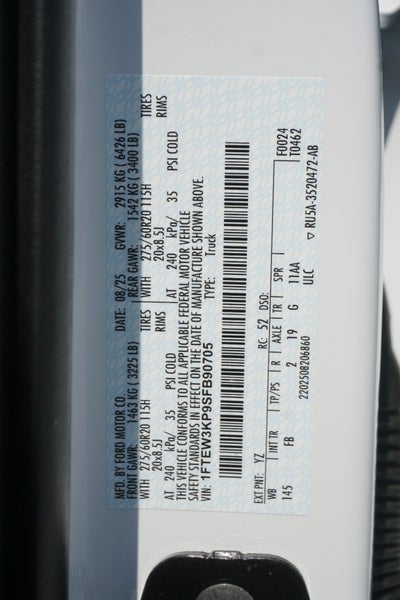 MFD. BY FORD MOTOR CO. DATE: 08/25 GVWR: 2915 KG ( 6426 LB)
FRONT GAWR: 1463 KG ( 3225 LB) REAR GAWR: 1542 KG ( 3400 LB)
WITH 275/60R20 115H TIRES WITH 275/60R20 115H TIRES
20x8.5J RIMS 20x8.5J RIMS
AT 240 kPa/ 35 PSI COLD AT 240 kPa/ 35 PSI COLD
THIS VEHICLE CONFORMS TO ALL APPLICABLE FEDERAL MOTOR VEHICLE
SAFETY STANDARDS IN EFFECT ON THE DATE OF MANUFACTURE SHOWN ABOVE.
VIN: 1FTEW3KP9SFB90705 TYPE: Truck
EXT PNT: YZ RC: 52 DSO: F0024
WB INT TR TP/PS R AXLE TR SPR T0462
145 FB 2 19 G 11AA
ULC
2202508206860 ▽ RU5A-3520472-AB